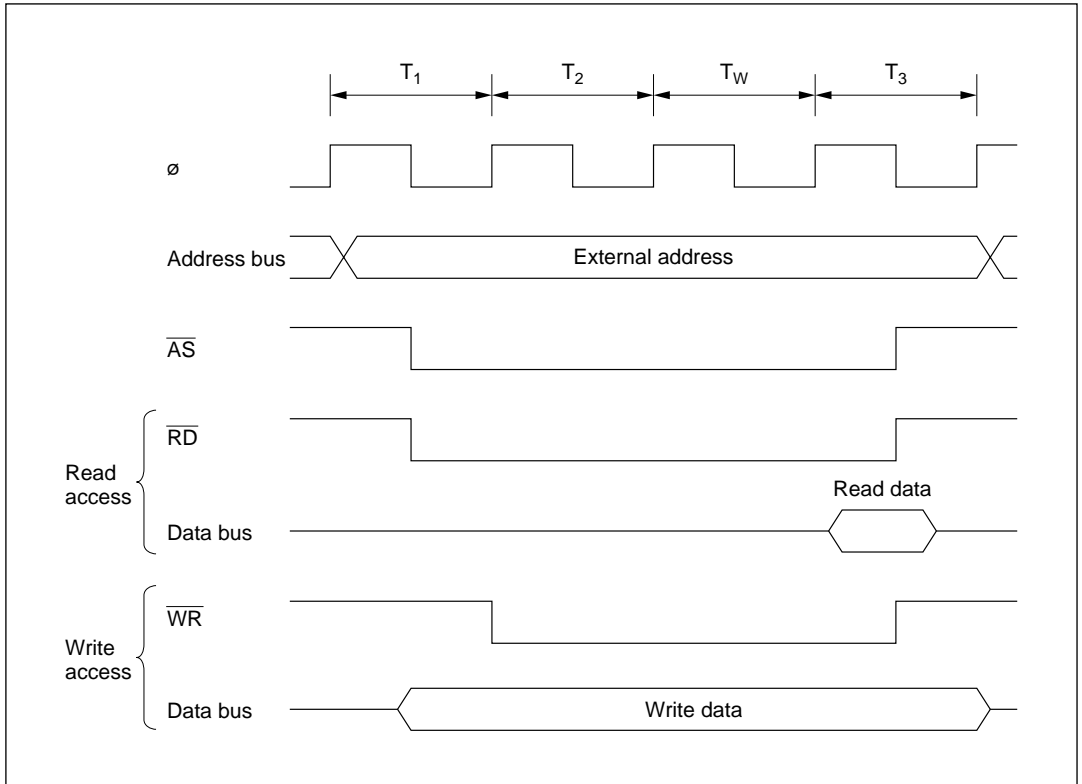 T1 T2 TW T3
ø
Address bus External address
AS
RD
Read access
Read data
Data bus
WR
Write access
Data bus Write data